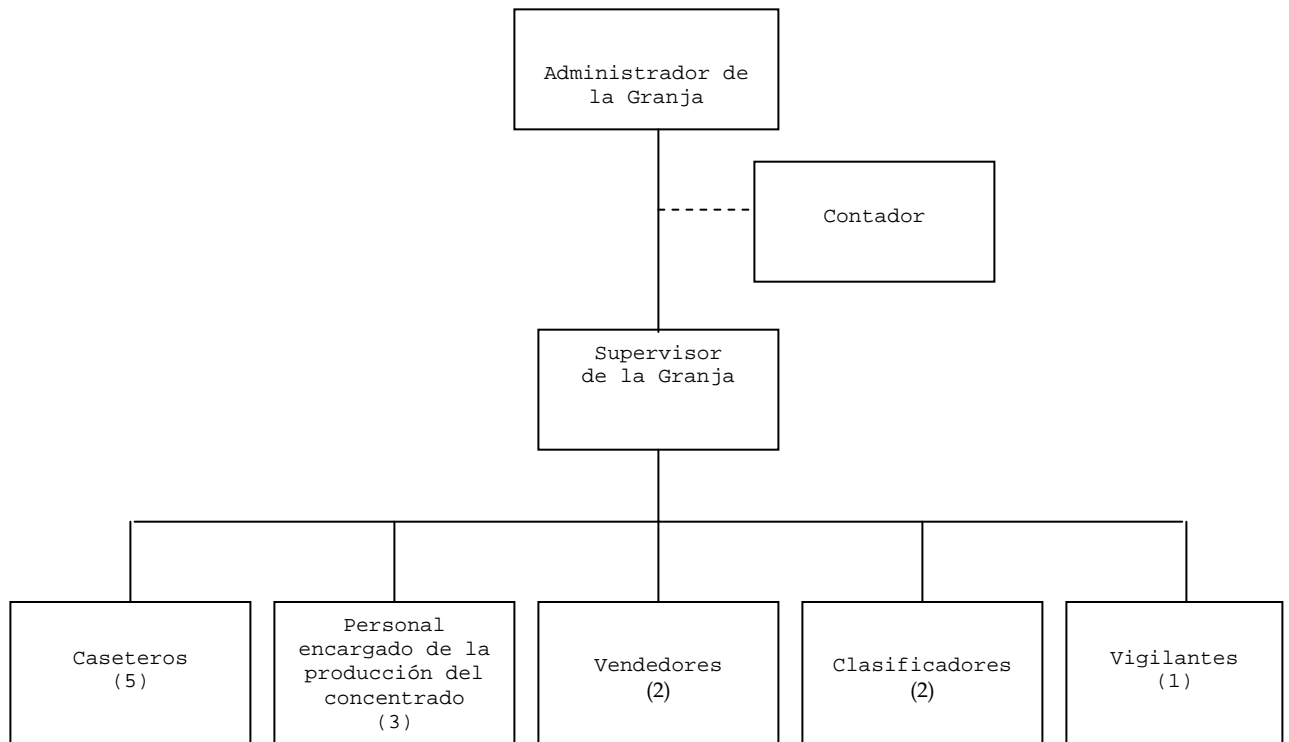 Administrador de
la Granja
Contador
Supervisor
de la Granja
Caseteros
(5)
Personal
encargado de la
producción del
concentrado
(3)
Vendedores
(2)
Clasificadores
(2)
Vigilantes
(1)